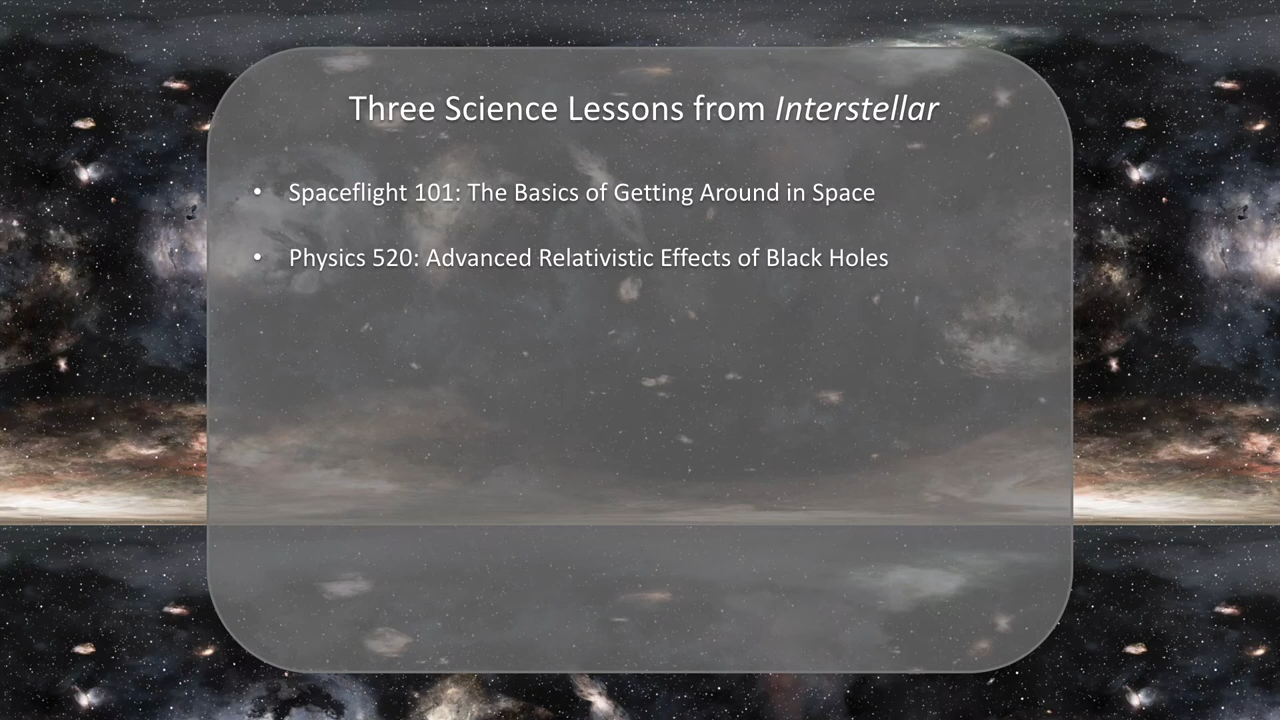 Three Science Lessons from Interstellar
• Spaceflight 101: The Basics of Getting Around in Space
• Physics 520: Advanced Relativistic Effects of Black Holes